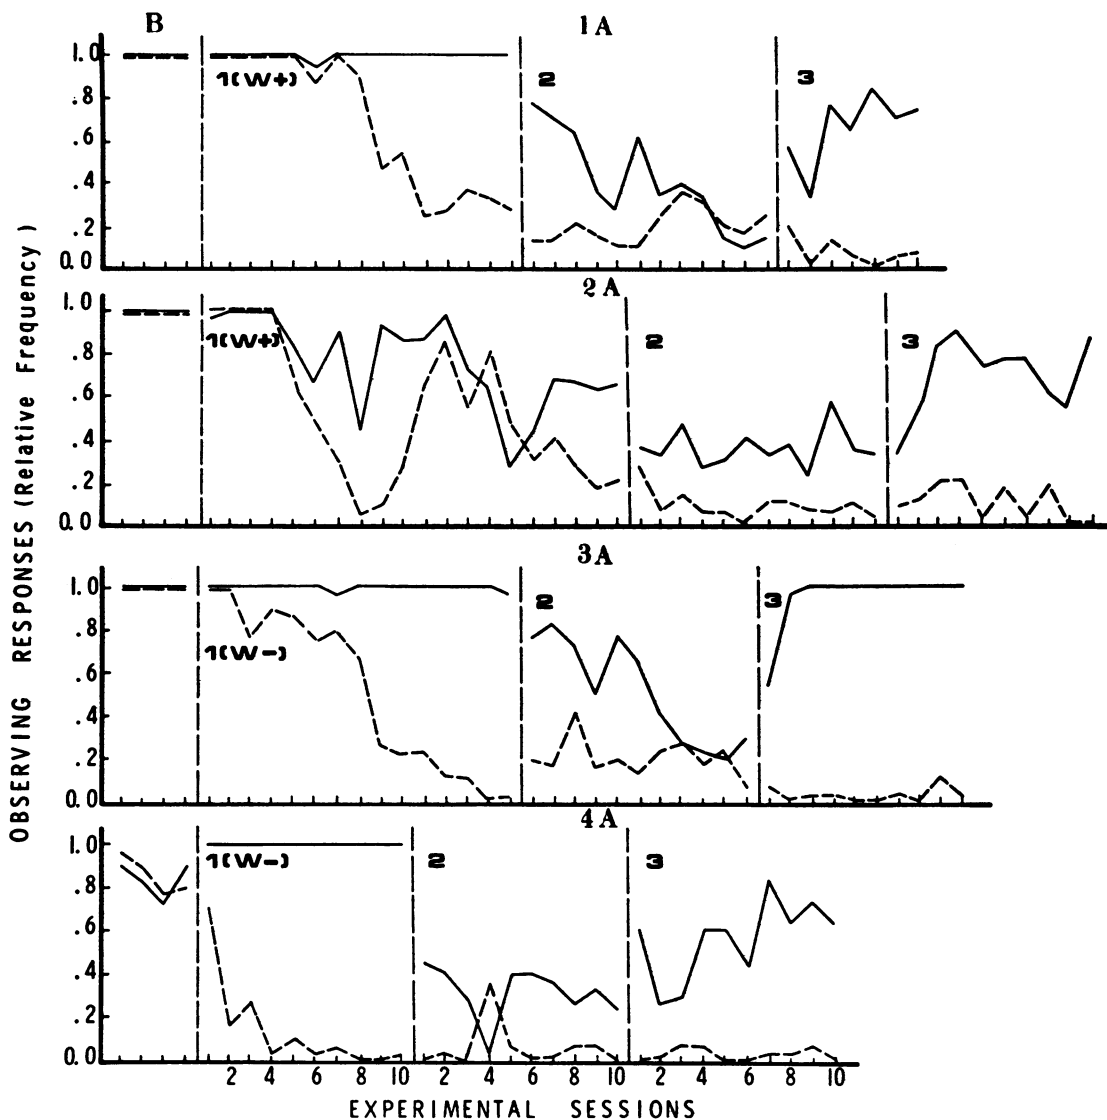 B 1A
1.0 1(W+) 2 3
.8
.6
.4
.2
0.0
2A
1.0 1(W+) 2 3
.8
.6
.4
.2
0.0
3A
1.0 1(W-) 2 3
.8
.6
.4
.2
0.0
4A
1.0 1(W-) 2 3
.8
.6
.4
.2
0.0
2 4 6 8 10 2 4 6 8 10 2 4 6 8 10
EXPERIMENTAL SESSIONS
OBSERVING RESPONSES (Relative Frequency)